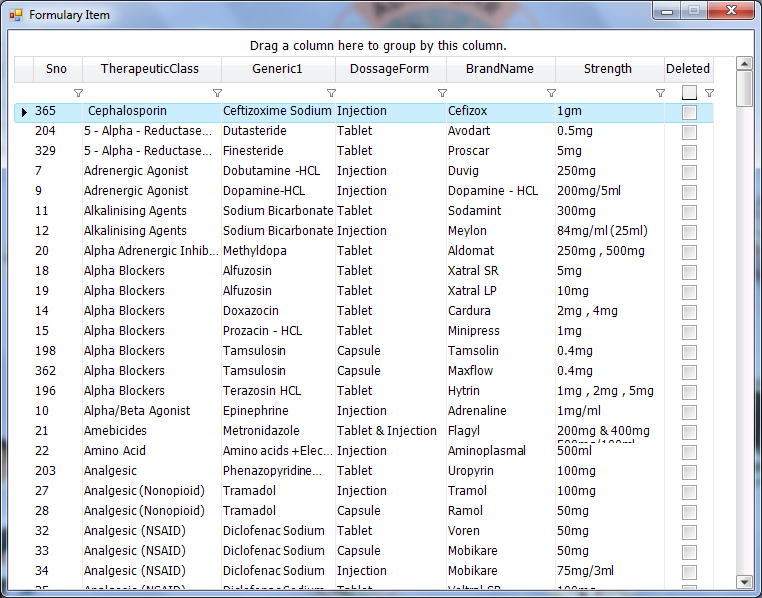 Formulary Item
Drag a column here to group by this column.
Sno TherapeuticClass Generic1 DossageForm BrandName Strength Deleted
365 Cephalosporin Ceftizoxime Sodium Injection Cefizox 1gm
204 5 - Alpha - Reductase... Dutasteride Tablet Avodart 0.5mg
329 5 - Alpha - Reductase... Finesteride Tablet Proscar 5mg
7 Adrenergic Agonist Dobutamine -HCL Injection Duvig 250mg
9 Adrenergic Agonist Dopamine-HCL Injection Dopamine - HCL 200mg/5ml
11 Alkalinising Agents Sodium Bicarbonate Tablet Sodamint 300mg
12 Alkalinising Agents Sodium Bicarbonate Injection Meylon 84mg/ml (25ml)
20 Alpha Adrenergic Inhib... Methyldopa Tablet Aldomat 250mg , 500mg
18 Alpha Blockers Alfuzosin Tablet Xatral SR 5mg
19 Alpha Blockers Alfuzosin Tablet Xatral LP 10mg
14 Alpha Blockers Doxazocin Tablet Cardura 2mg , 4mg
15 Alpha Blockers Prozacin - HCL Tablet Minipress 1mg
198 Alpha Blockers Tamsulosin Capsule Tamsolin 0.4mg
362 Alpha Blockers Tamsulosin Capsule Maxflow 0.4mg
196 Alpha Blockers Terazosin HCL Tablet Hytrin 1mg , 2mg , 5mg
10 Alpha/Beta Agonist Epinephrine Injection Adrenaline 1mg/ml
21 Amebicides Metronidazole Tablet & Injection Flagyl 200mg & 400mg
22 Amino Acid Amino acids +Elec... Injection Aminoplasmal 500ml
203 Analgesic Phenazopyridine... Tablet Uropyrin 100mg
27 Analgesic (Nonopioid) Tramadol Injection Tramol 100mg
28 Analgesic (Nonopioid) Tramadol Capsule Ramol 50mg
32 Analgesic (NSAID) Diclofenac Sodium Tablet Voren 50mg
33 Analgesic (NSAID) Diclofenac Sodium Capsule Mobikare 50mg
34 Analgesic (NSAID) Diclofenac Sodium Injection Mobikare 75mg/3ml